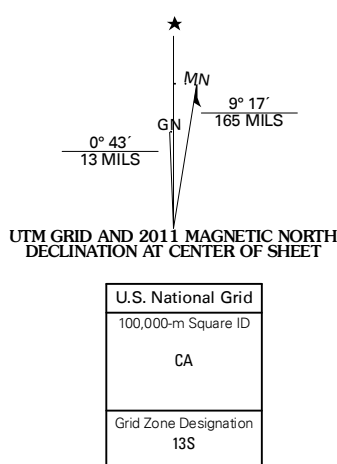 ★
MN
GN
9° 17´
165 MILS
0° 43´
13 MILS
UTM GRID AND 2011 MAGNETIC NORTH
DECLINATION AT CENTER OF SHEET
U.S. National Grid
100,000-m Square ID
CA
Grid Zone Designation
13S